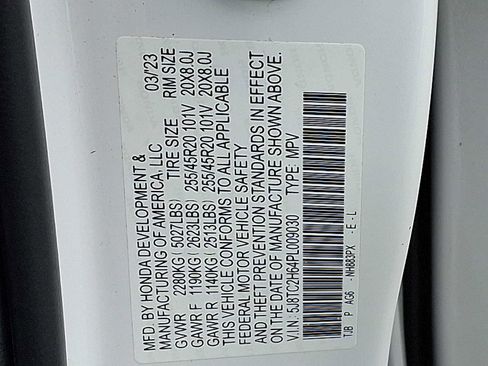 MFD. BY HONDA DEVELOPMENT & 03/'23
MANUFACTURING OF AMERICA, LLC
TIRE SIZE RIM SIZE
GVWR 2280KG (5027LBS)
GAWR F 1190KG (2623LBS) 255/45R20 101V 20X8.0J
GAWR R 1140KG (2513LBS) 255/45R20 101V 20X8.0J
THIS VEHICLE CONFORMS TO ALL APPLICABLE
FEDERAL MOTOR VEHICLE SAFETY
AND THEFT PREVENTION STANDARDS IN EFFECT
ON THE DATE OF MANUFACTURE SHOWN ABOVE.
V.I.N.: 5J8TC2H64PL009030 TYPE: MPV
TJB P AG6 - NH883PX - E - L